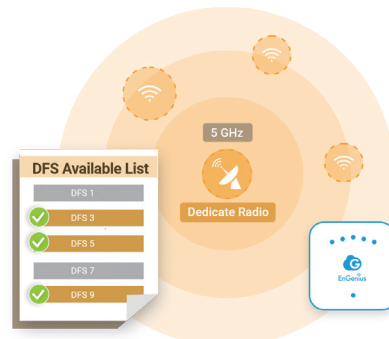 5 GHz
Dedicate Radio
DFS Available List
DFS 1
DFS 3
DFS 5
DFS 7
DFS 9
EnGenius